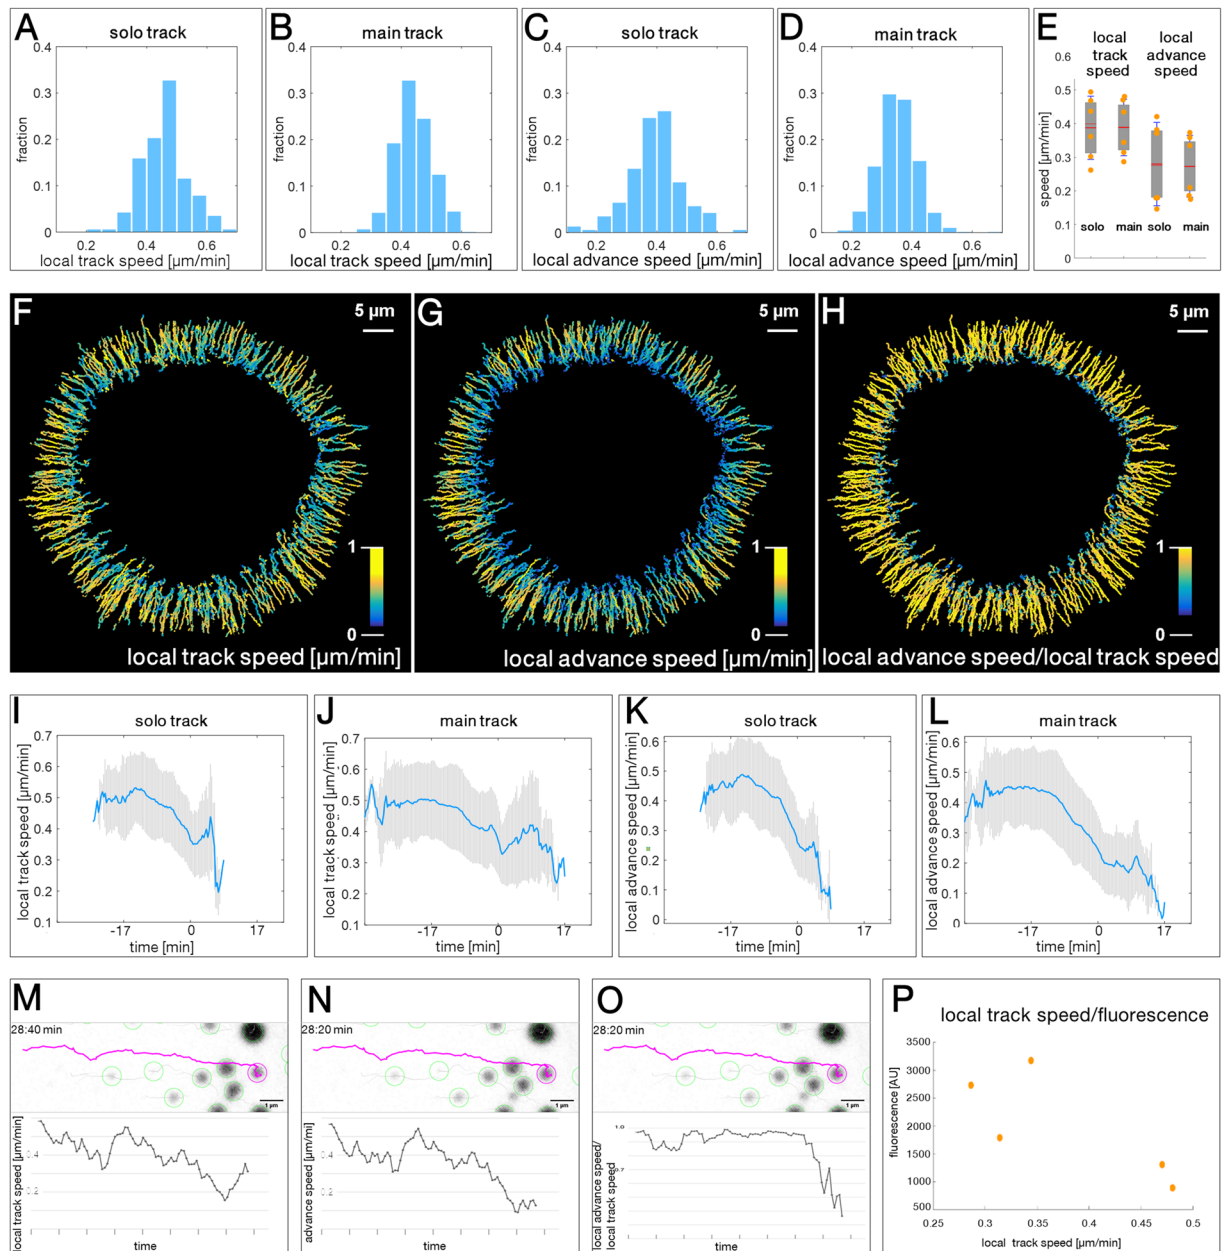 A
solo track
0.4
0.3
0.2
0.1
0
fraction
0.2
0.4
0.6
local track speed [µm/min]
B
main track
0.4
0.3
0.2
0.1
0
fraction
0.2
0.4
0.6
local track speed [µm/min]
C
solo track
0.4
0.3
0.2
0.1
0
fraction
0.2
0.4
0.6
local advance speed [µm/min]
D
main track
0.4
0.3
0.2
0.1
0
fraction
0.2
0.4
0.6
local advance speed [µm/min]
E
local track speed
local advance speed
0.6
0.5
0.4
0.3
0.2
0.1
0
speed [µm/min]
solo
main
solo
main
F
5 µm
1
0
local track speed [µm/min]
G
5 µm
1
0
local advance speed [µm/min]
H
5 µm
1
0
local advance speed/local track speed
I
solo track
0.7
0.6
0.5
0.4
0.3
0.2
0.1
local track speed [µm/min]
-17
0
17
time [min]
J
main track
0.7
0.6
0.5
0.4
0.3
0.2
0.1
local track speed [µm/min]
-17
0
17
time [min]
K
solo track
0.6
0.5
0.4
0.3
0.2
0.1
0
local advance speed [µm/min]
-17
0
17
time [min]
L
main track
0.6
0.5
0.4
0.3
0.2
0.1
0
local advance speed [µm/min]
-17
0
17
time [min]
M
28:40 min
1 µm
local track speed [µm/min]
time
N
28:20 min
1 µm
advance speed [µm/mi]
time
O
28:20 min
1 µm
1.0
local advance speed/
local track speed
time
P
local track speed/fluorescence
3500
3000
2500
2000
1500
1000
500
fluorescence [AU]
0.25
0.3
0.35
0.4
0.45
0.5
local track speed [µm/min]